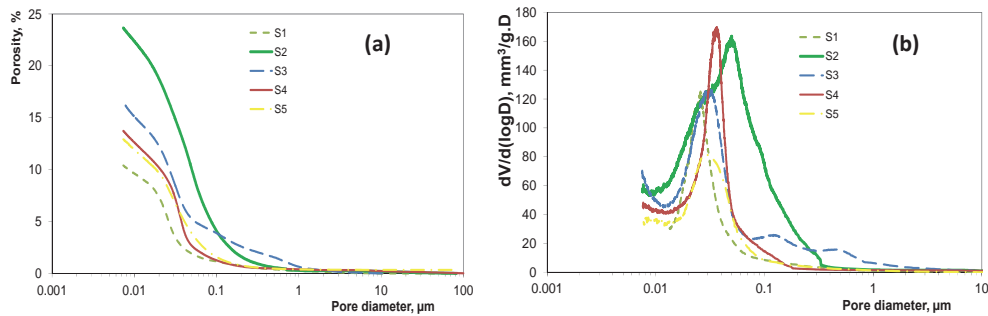 Porosity, %
25
20
15
10
5
0
0.001
0.01
0.1
1
10
100
Pore diameter, µm
S1
S2
S3
S4
S5
(a)
dV/d(logD), mm³/g.D
180
160
140
120
100
80
60
40
20
0
0.001
0.01
0.1
1
10
Pore diameter, µm
S1
S2
S3
S4
S5
(b)